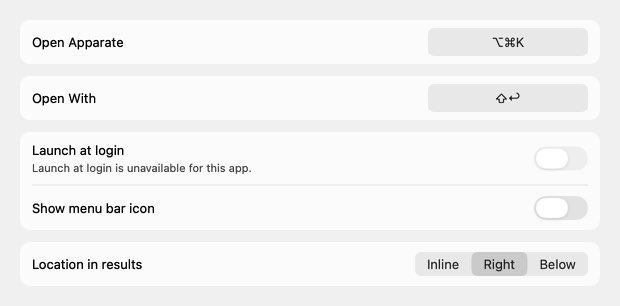 Open Apparate
⌥⌘K
Open With
⇧↩
Launch at login
Launch at login is unavailable for this app.
Show menu bar icon
Location in results
Inline Right Below